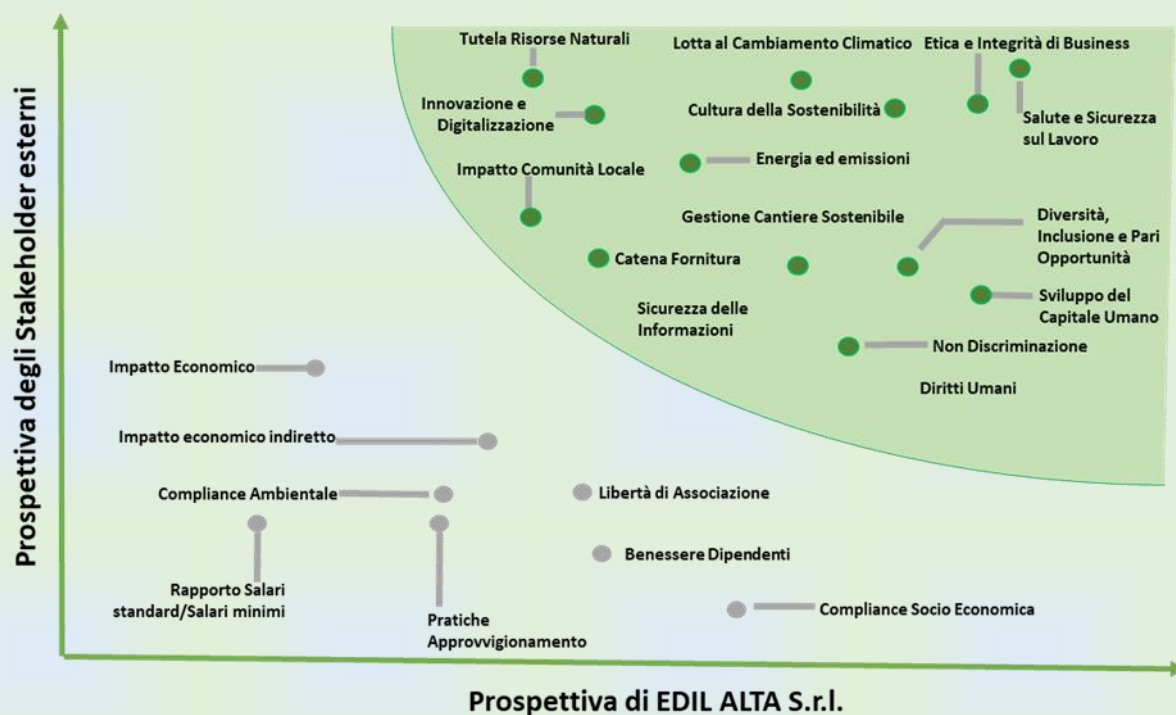 Prospettiva degli Stakeholder esterni
Tutela Risorse Naturali
Lotta al Cambiamento Climatico
Etica e Integrità di Business
Innovazione e
Digitalizzazione
Cultura della Sostenibilità
Salute e Sicurezza
sul Lavoro
Impatto Comunità Locale
Energia ed emissioni
Gestione Cantiere Sostenibile
Diversità,
Inclusione e Pari
Opportunità
Catena Fornitura
Sviluppo del
Capitale Umano
Sicurezza delle
Informazioni
Non Discriminazione
Diritti Umani
Impatto Economico
Impatto economico indiretto
Compliance Ambientale
Libertà di Associazione
Benessere Dipendenti
Rapporto Salari
standard/Salari minimi
Pratiche
Approvvigionamento
Compliance Socio Economica
Prospettiva di EDIL ALTA S.r.l.